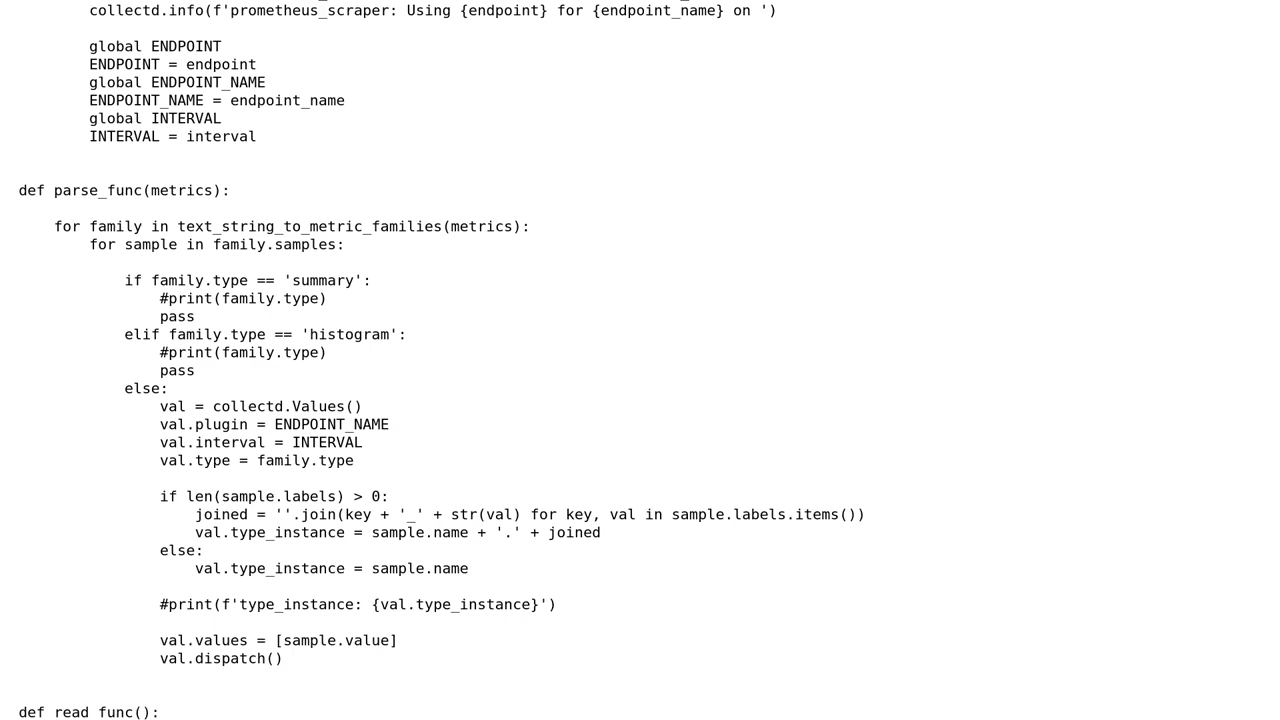 collectd.info(f'prometheus_scraper: Using {endpoint} for {endpoint_name} on ')
global ENDPOINT
ENDPOINT = endpoint
global ENDPOINT_NAME
ENDPOINT_NAME = endpoint_name
global INTERVAL
INTERVAL = interval
def parse_func(metrics):
for family in text_string_to_metric_families(metrics):
for sample in family.samples:
if family.type == 'summary':
#print(family.type)
pass
elif family.type == 'histogram':
#print(family.type)
pass
else:
val = collectd.Values()
val.plugin = ENDPOINT_NAME
val.interval = INTERVAL
val.type = family.type
if len(sample.labels) > 0:
joined = ''.join(key + '_' + str(val) for key, val in sample.labels.items())
val.type_instance = sample.name + '.' + joined
else:
val.type_instance = sample.name
#print(f'type_instance: {val.type_instance}')
val.values = [sample.value]
val.dispatch()
def read_func():